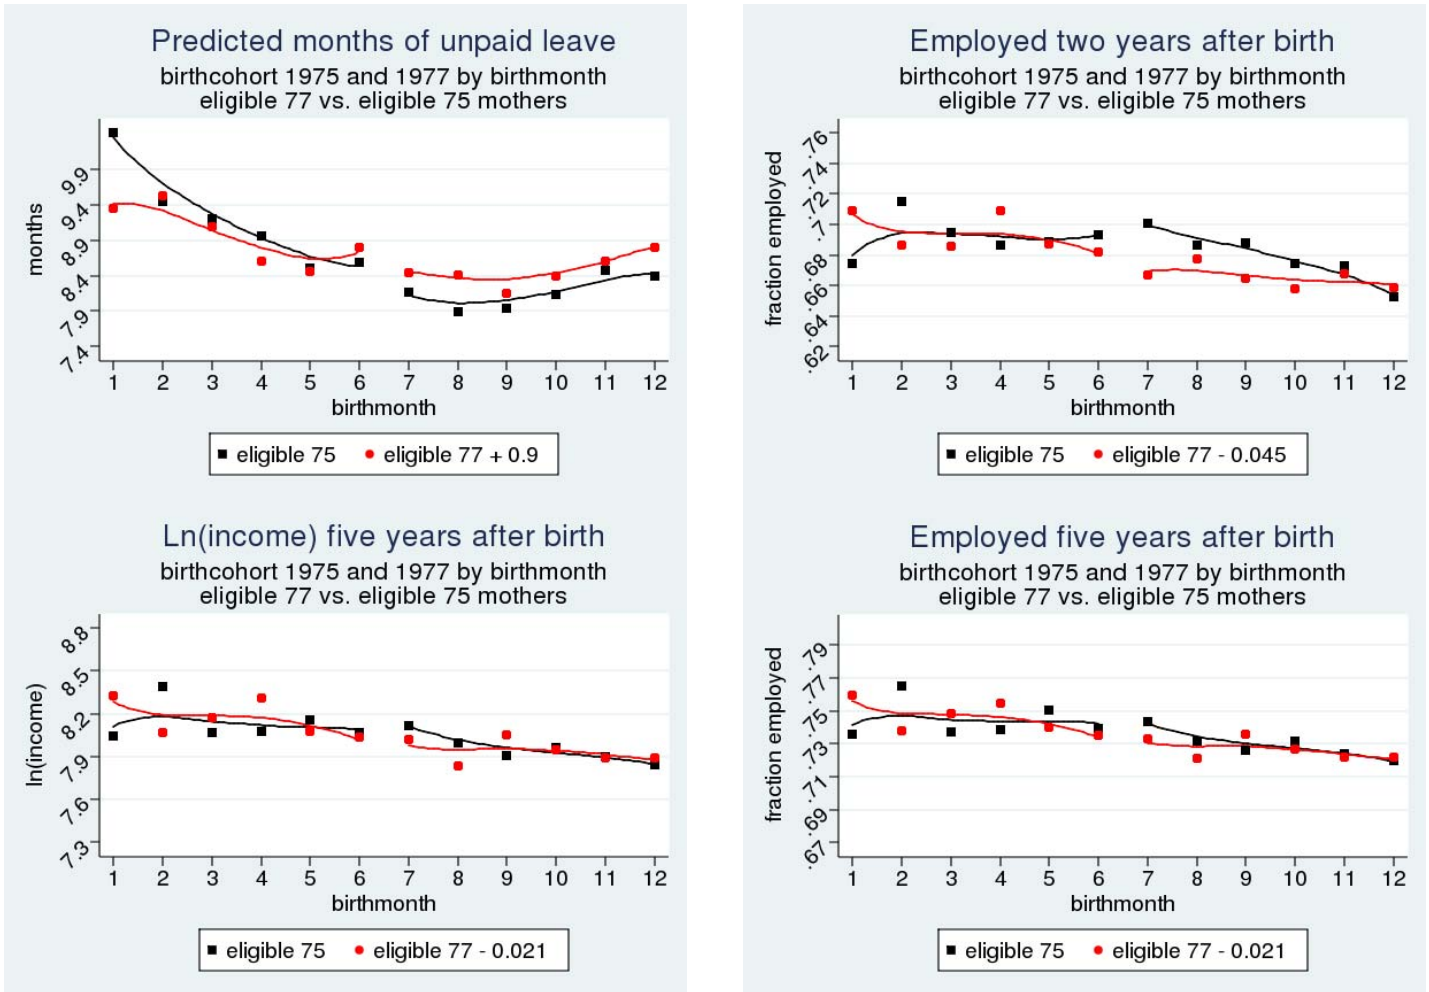 Predicted months of unpaid leave
birthcohort 1975 and 1977 by birthmonth
eligible 77 vs. eligible 75 mothers
months
9.9
9.4
8.9
8.4
7.9
7.4
1 2 3 4 5 6 7 8 9 10 11 12
birthmonth
eligible 75 eligible 77 + 0.9
Employed two years after birth
birthcohort 1975 and 1977 by birthmonth
eligible 77 vs. eligible 75 mothers
fraction employed
.76
.74
.72
.7
.68
.66
.64
.62
1 2 3 4 5 6 7 8 9 10 11 12
birthmonth
eligible 75 eligible 77 - 0.045
Ln(income) five years after birth
birthcohort 1975 and 1977 by birthmonth
eligible 77 vs. eligible 75 mothers
ln(income)
8.8
8.5
8.2
7.9
7.6
7.3
1 2 3 4 5 6 7 8 9 10 11 12
birthmonth
eligible 75 eligible 77 - 0.021
Employed five years after birth
birthcohort 1975 and 1977 by birthmonth
eligible 77 vs. eligible 75 mothers
fraction employed
.79
.77
.75
.73
.71
.69
.67
1 2 3 4 5 6 7 8 9 10 11 12
birthmonth
eligible 75 eligible 77 - 0.021